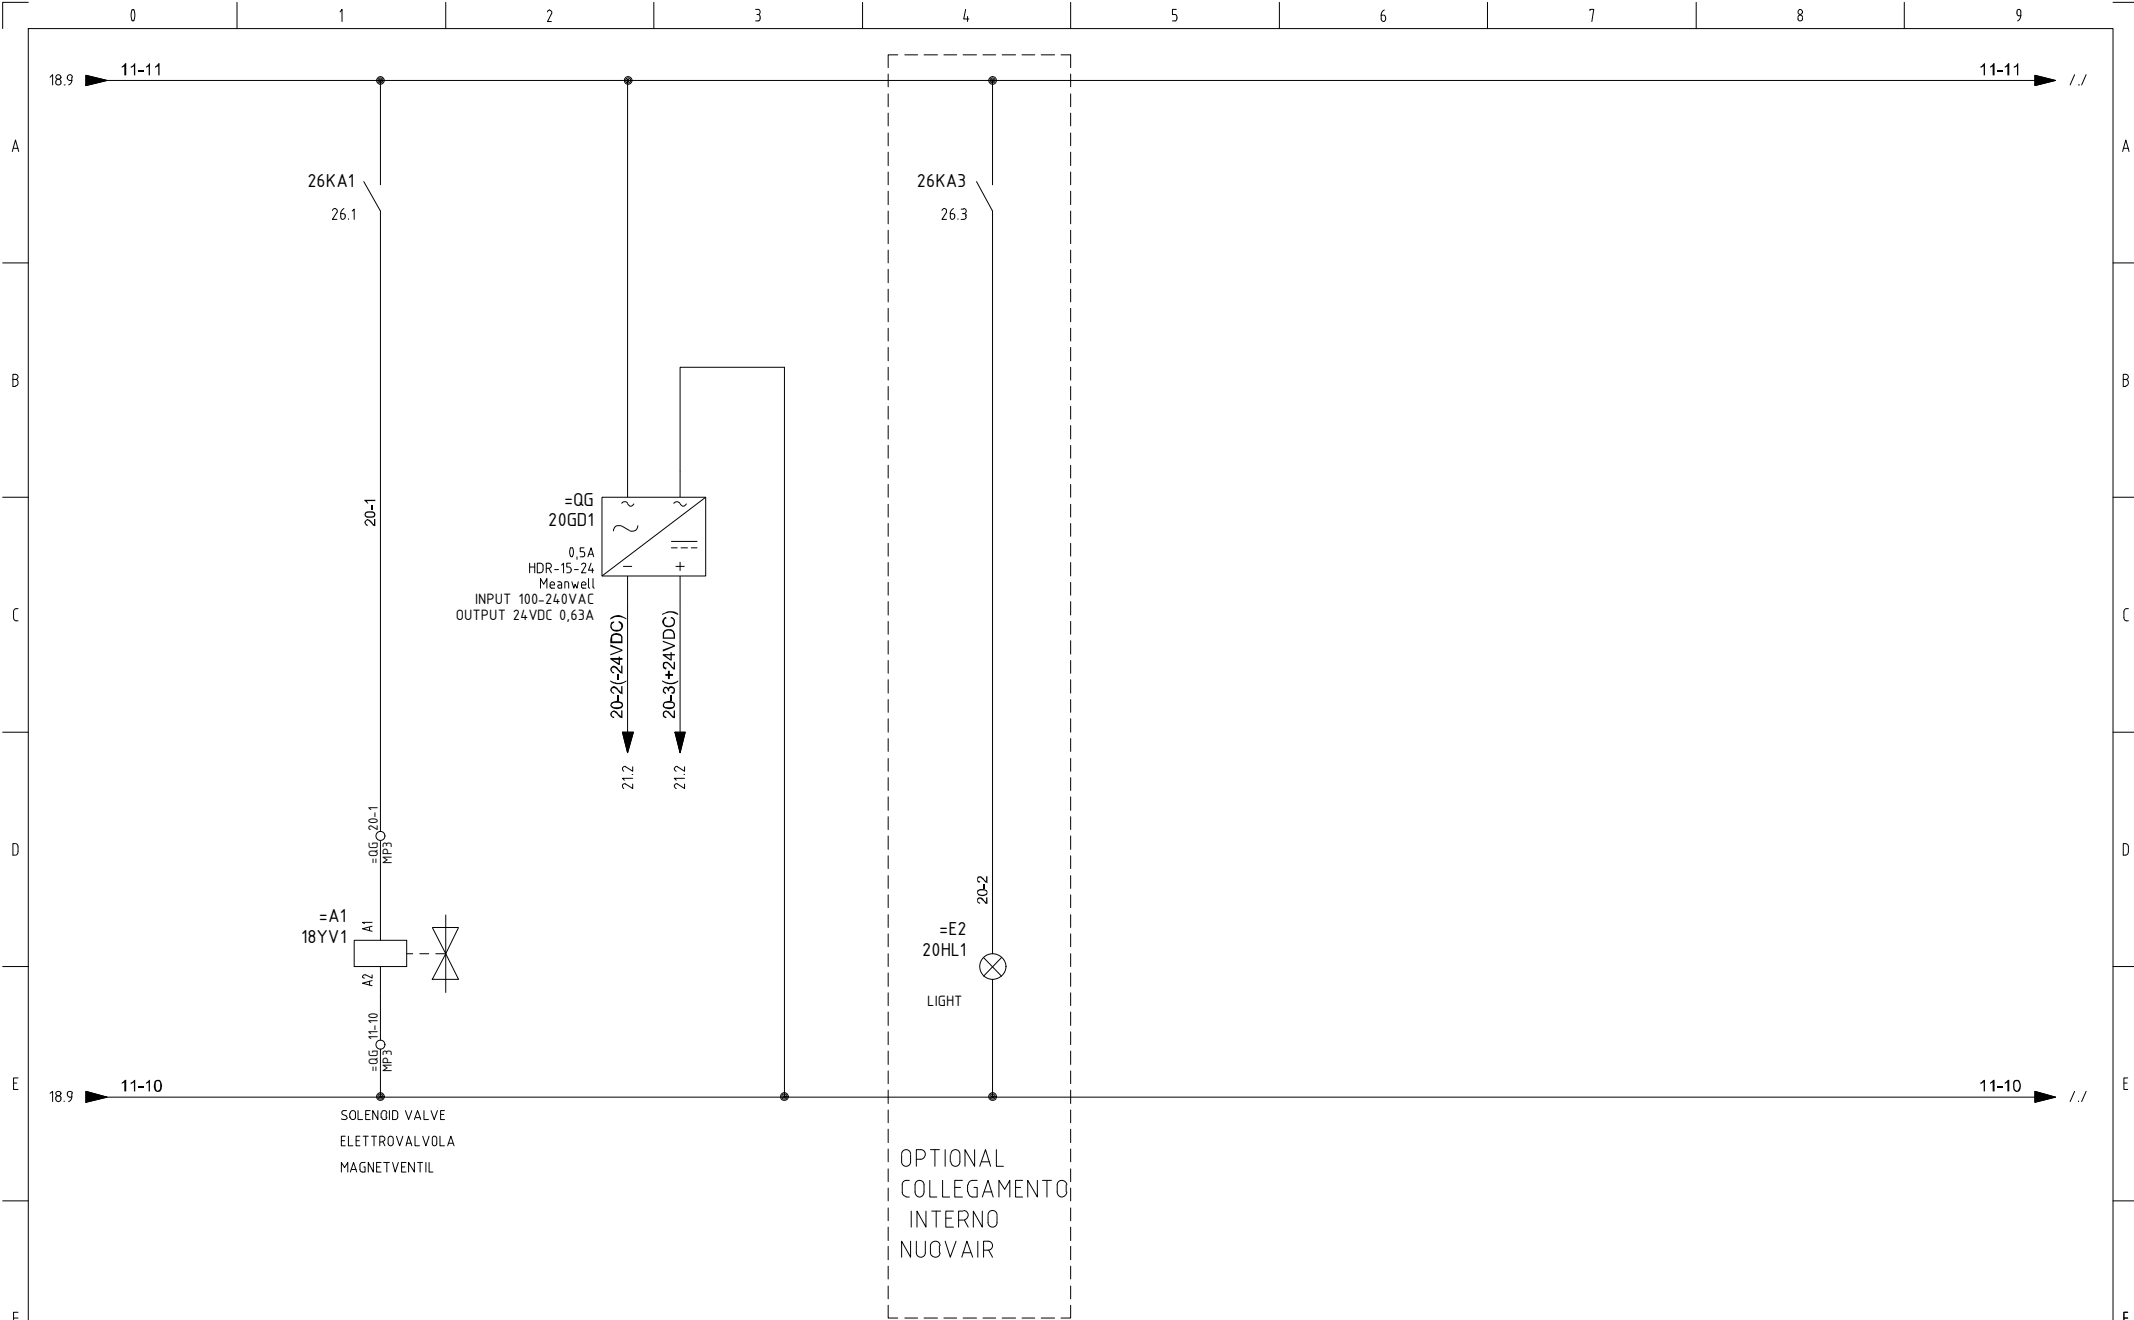 0 1 2 3 4 5 6 7 8 9
18.9 11-11 11-11 /./
A A
26KA1
26.1
26KA3
26.3
B B
20-1
=QG
20GD1
0,5A
HDR-15-24
Meanwell
INPUT 100-240VAC
OUTPUT 24VDC 0,63A
- +
20-2(-24VDC)
20-3(+24VDC)
C C
21.2
21.2
=QG 20-1
MP3
D D
20-2
=A1
18YV1
A1
A2
=E2
20HL1
LIGHT
=QG 11-10
MP3
E E
18.9 11-10 11-10 /./
SOLENOID VALVE
ELETTROVALVOLA
MAGNETVENTIL
OPTIONAL
COLLEGAMENTO
INTERNO
NUOVAIR
F F